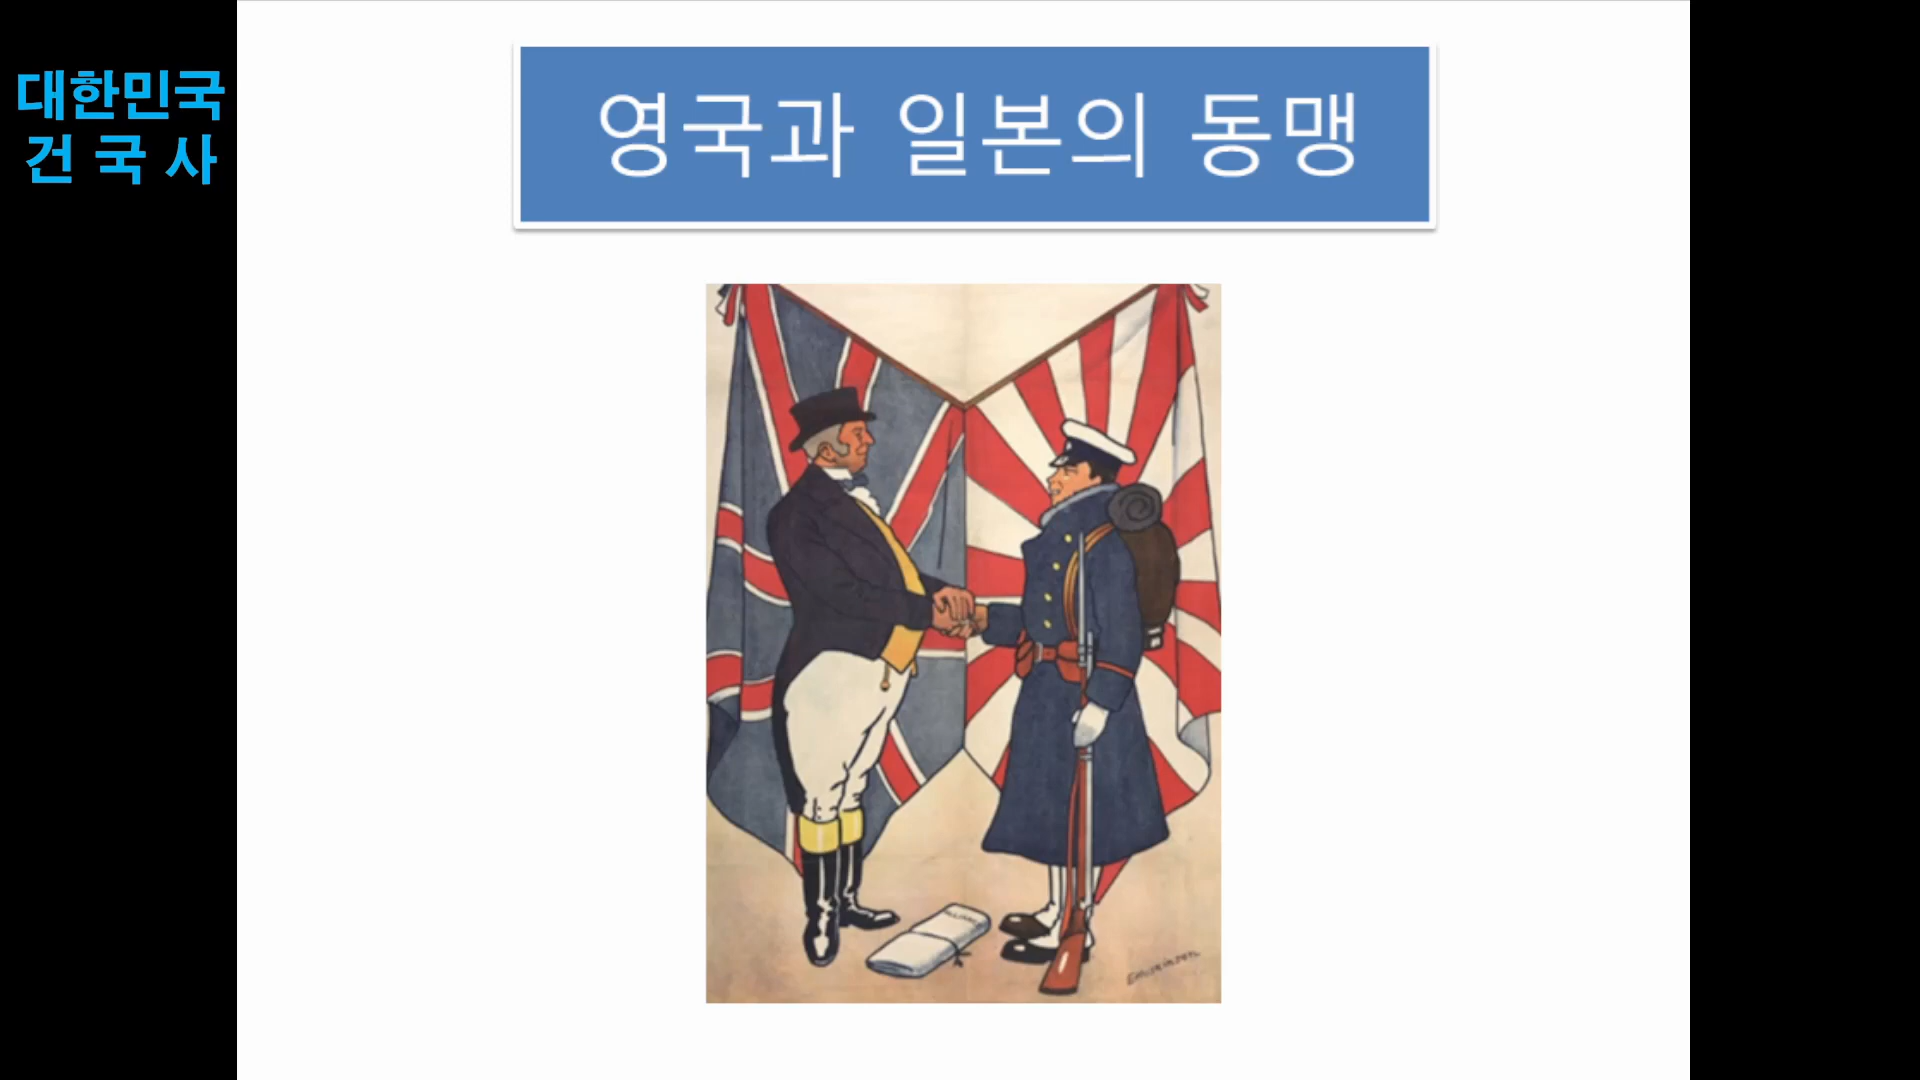 대한민국
건국사
영국과 일본의 동맹